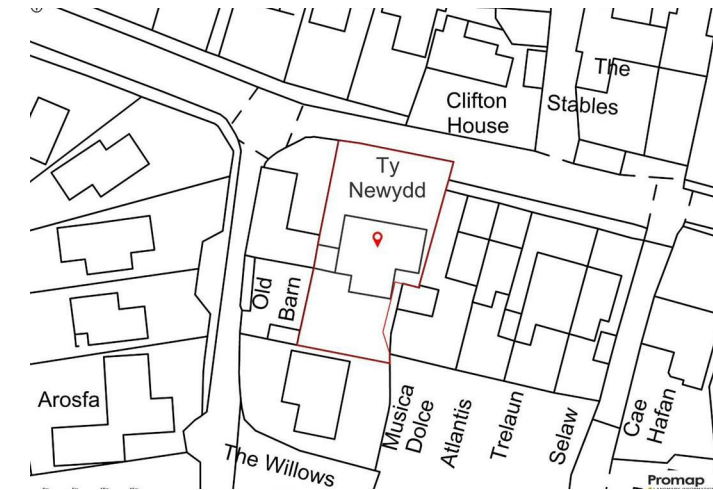 The
Stables
Clifton
House
Ty
Newydd
Old
Barn
Arosfa
The Willows
Musica
Dolce
Atlantis
Trelaun
Selaw
Cae
Hafan
Promap